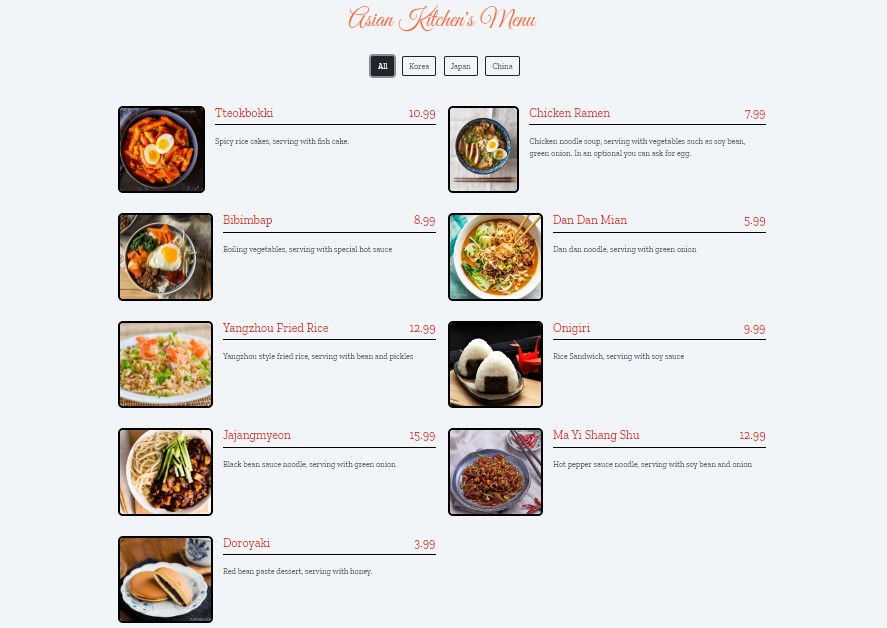 Asian Kitchen's Menu
All
Korea
Japan
China
Tteokbokki 10.99
Spicy rice cakes, serving with fish cake.
Chicken Ramen 7.99
Chicken noodle soup, serving with vegetables such as soy bean,
green onion. In an optional you can ask for egg.
Bibimbap 8.99
Boiling vegetables, serving with special hot sauce
Dan Dan Mian 5.99
Dan dan noodle, serving with green onion
Yangzhou Fried Rice 12.99
Yangzhou style fried rice, serving with bean and pickles
Onigiri 9.99
Rice Sandwich, serving with soy sauce
Jajangmyeon 15.99
Black bean sauce noodle, serving with green onion
Ma Yi Shang Shu 12.99
Hot pepper sauce noodle, serving with soy bean and onion
Doroyaki 3.99
Red bean paste dessert, serving with honey.